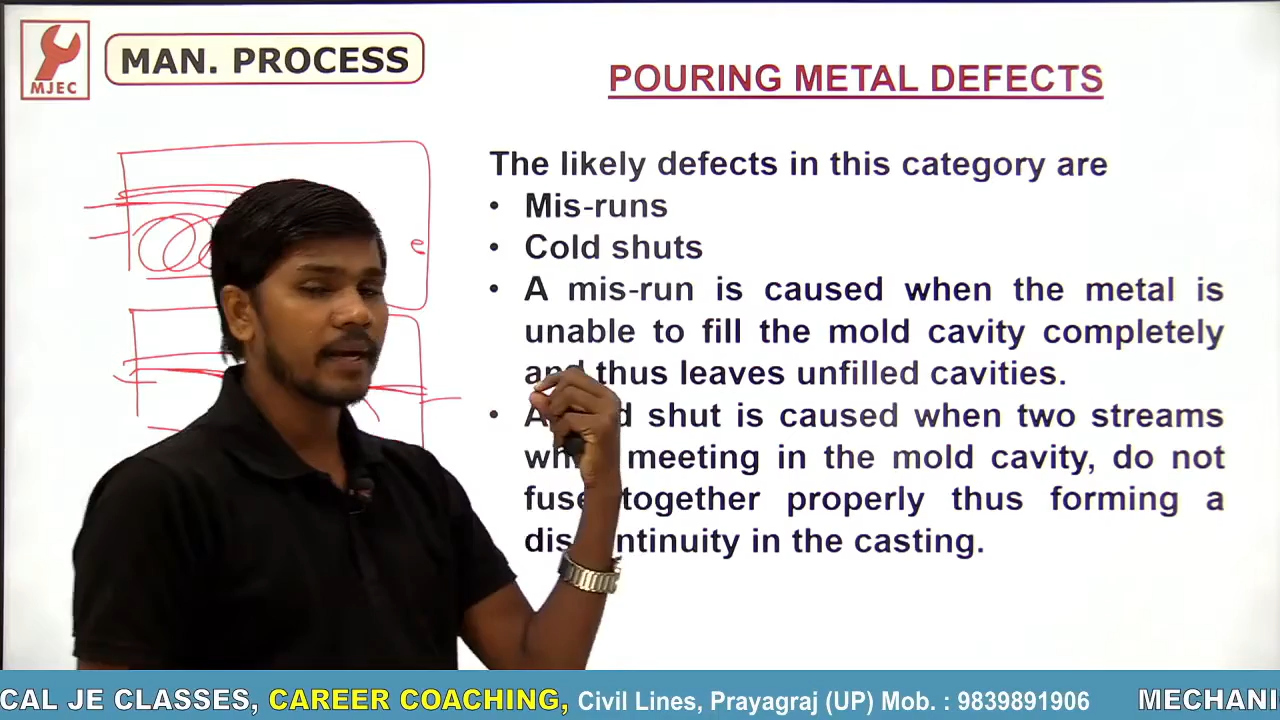 MJEC
MAN. PROCESS
POURING METAL DEFECTS
The likely defects in this category are
• Mis-runs
• Cold shuts
• A mis-run is caused when the metal is
unable to fill the mold cavity completely
and thus leaves unfilled cavities.
• A shut is caused when two streams
meeting in the mold cavity, do not
fuse together properly thus forming a
discontinuity in the casting.
e
CAL JE CLASSES, CAREER COACHING, Civil Lines, Prayagraj (UP) Mob. : 9839891906 MECHANI